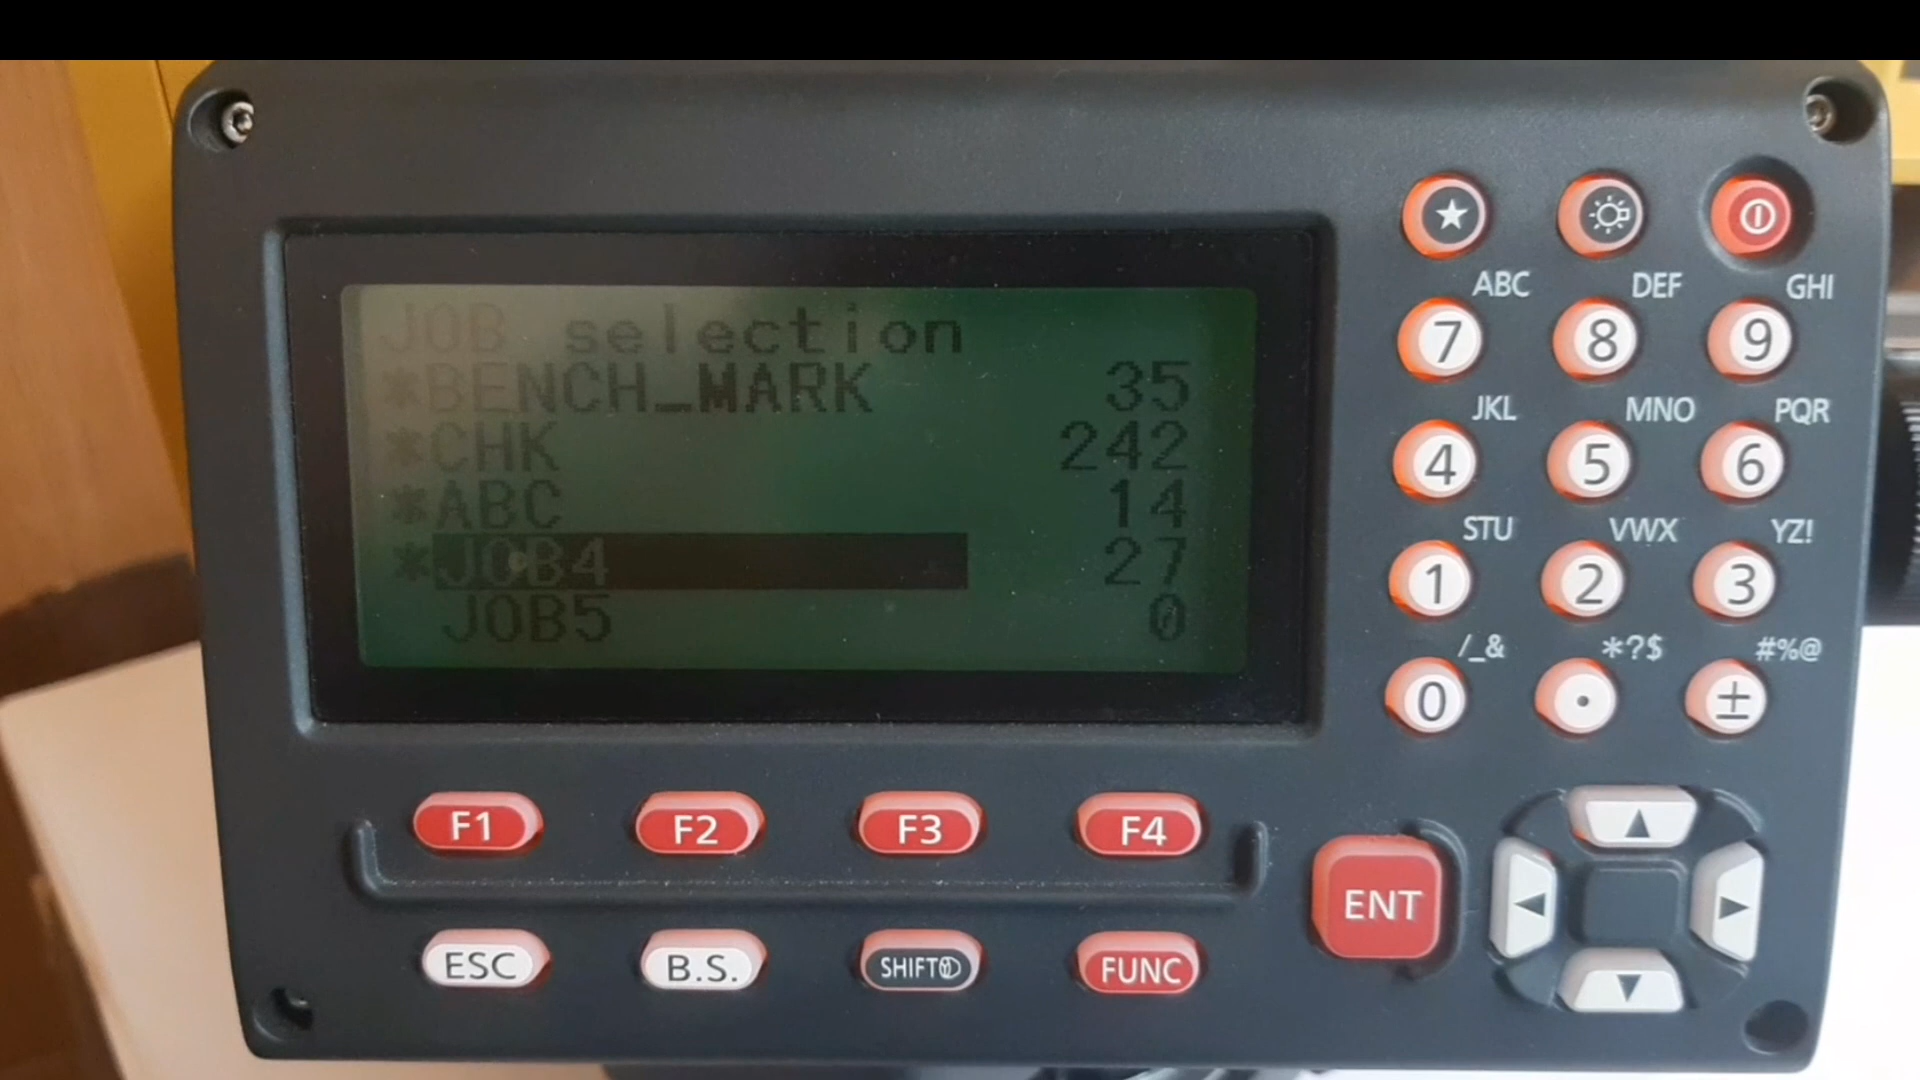 JOB selection
*BENCH_MARK 35
*CHK 242
*ABC 14
*JOB4 27
JOB5 0
ABC DEF GHI
7 8 9
JKL MNO PQR
4 5 6
STU VWX YZ!
1 2 3
/_& *?$ #%@
0 . ±
F1 F2 F3 F4
ENT
ESC B.S. SHIFT FUNC